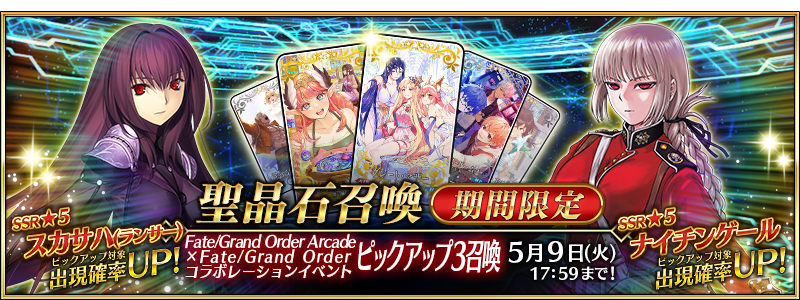 聖晶石召喚
期間限定
SSR★5
スカサハ(ランサー)
ピックアップ対象
出現確率UP!
Fate/Grand Order Arcade
×Fate/Grand Order
コラボレーションイベント
ピックアップ3召喚
5月9日(火)
17:59まで!
SSR★5
ナイチンゲール
ピックアップ対象
出現確率UP!